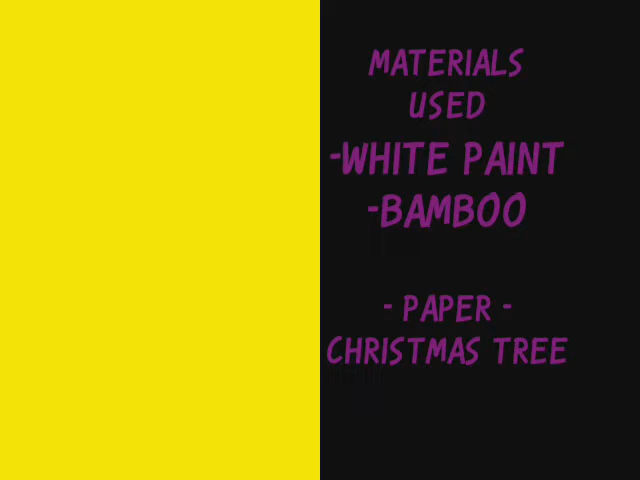 MATERIALS
USED
-WHITE PAINT
-BAMBOO
- PAPER -
CHRISTMAS TREE